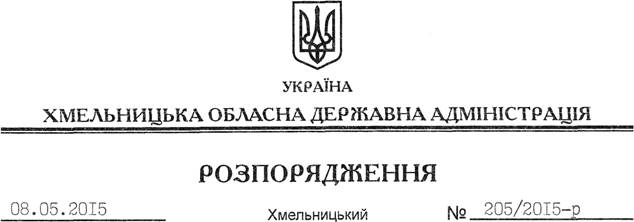 УКРАЇНА
ХМЕЛЬНИЦЬКА ОБЛАСНА ДЕРЖАВНА АДМІНІСТРАЦІЯ
РОЗПОРЯДЖЕННЯ
08.05.2015 Хмельницький № 205/2015-р